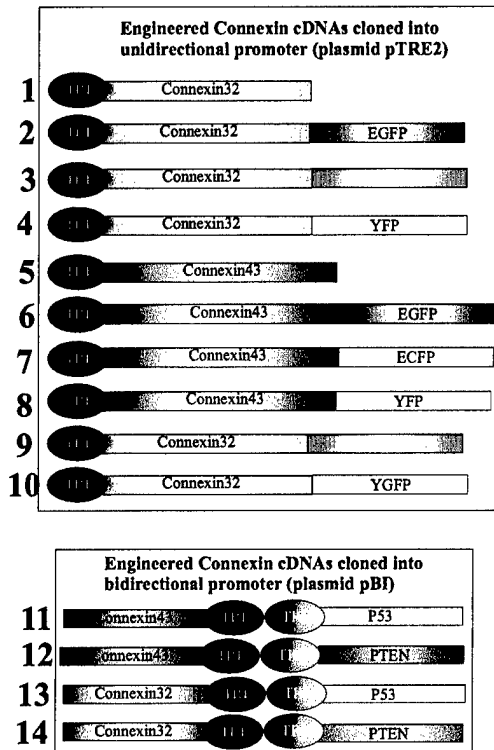 Engineered Connexin cDNAs cloned into
unidirectional promoter (plasmid pTRE2)
1 Connexin32
2 Connexin32 EGFP
3 Connexin32
4 Connexin32 YFP
5 Connexin43
6 Connexin43 EGFP
7 Connexin43 ECFP
8 Connexin43 YFP
9 Connexin32
10 Connexin32 YGFP
Engineered Connexin cDNAs cloned into
bidirectional promoter (plasmid pBI)
11 onnexin43 P53
12 onnexin43 PTEN
13 Connexin32 P53
14 Connexin32 PTEN